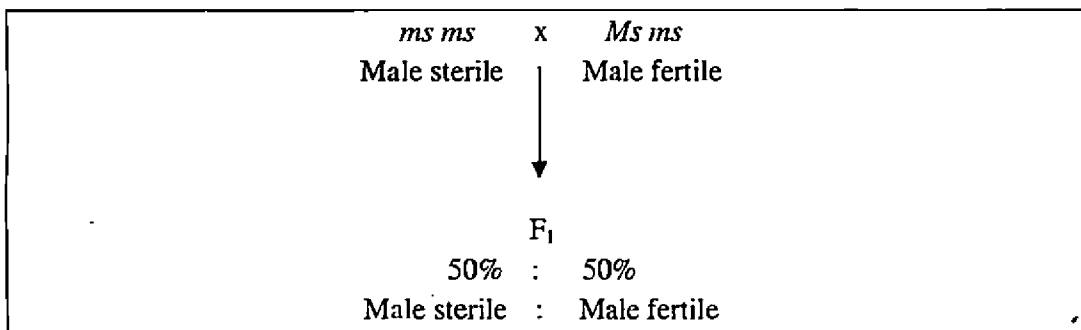 ms ms x Ms ms
Male sterile Male fertile
F₁
50% : 50%
Male sterile : Male fertile